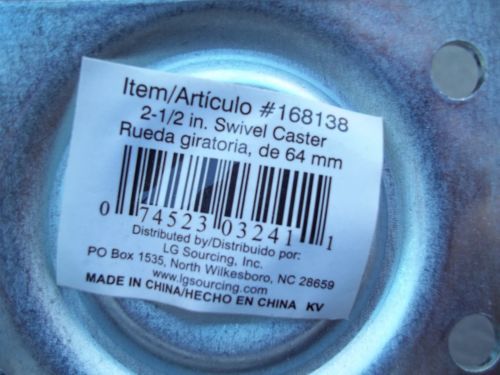 Item/Artículo #168138
2-1/2 in. Swivel Caster
Rueda giratoria, de 64 mm
0 74523 03241 1
Distributed by/Distribuido por:
LG Sourcing, Inc.
PO Box 1535, North Wilkesboro, NC 28659
www.lgsourcing.com
MADE IN CHINA/HECHO EN CHINA KV